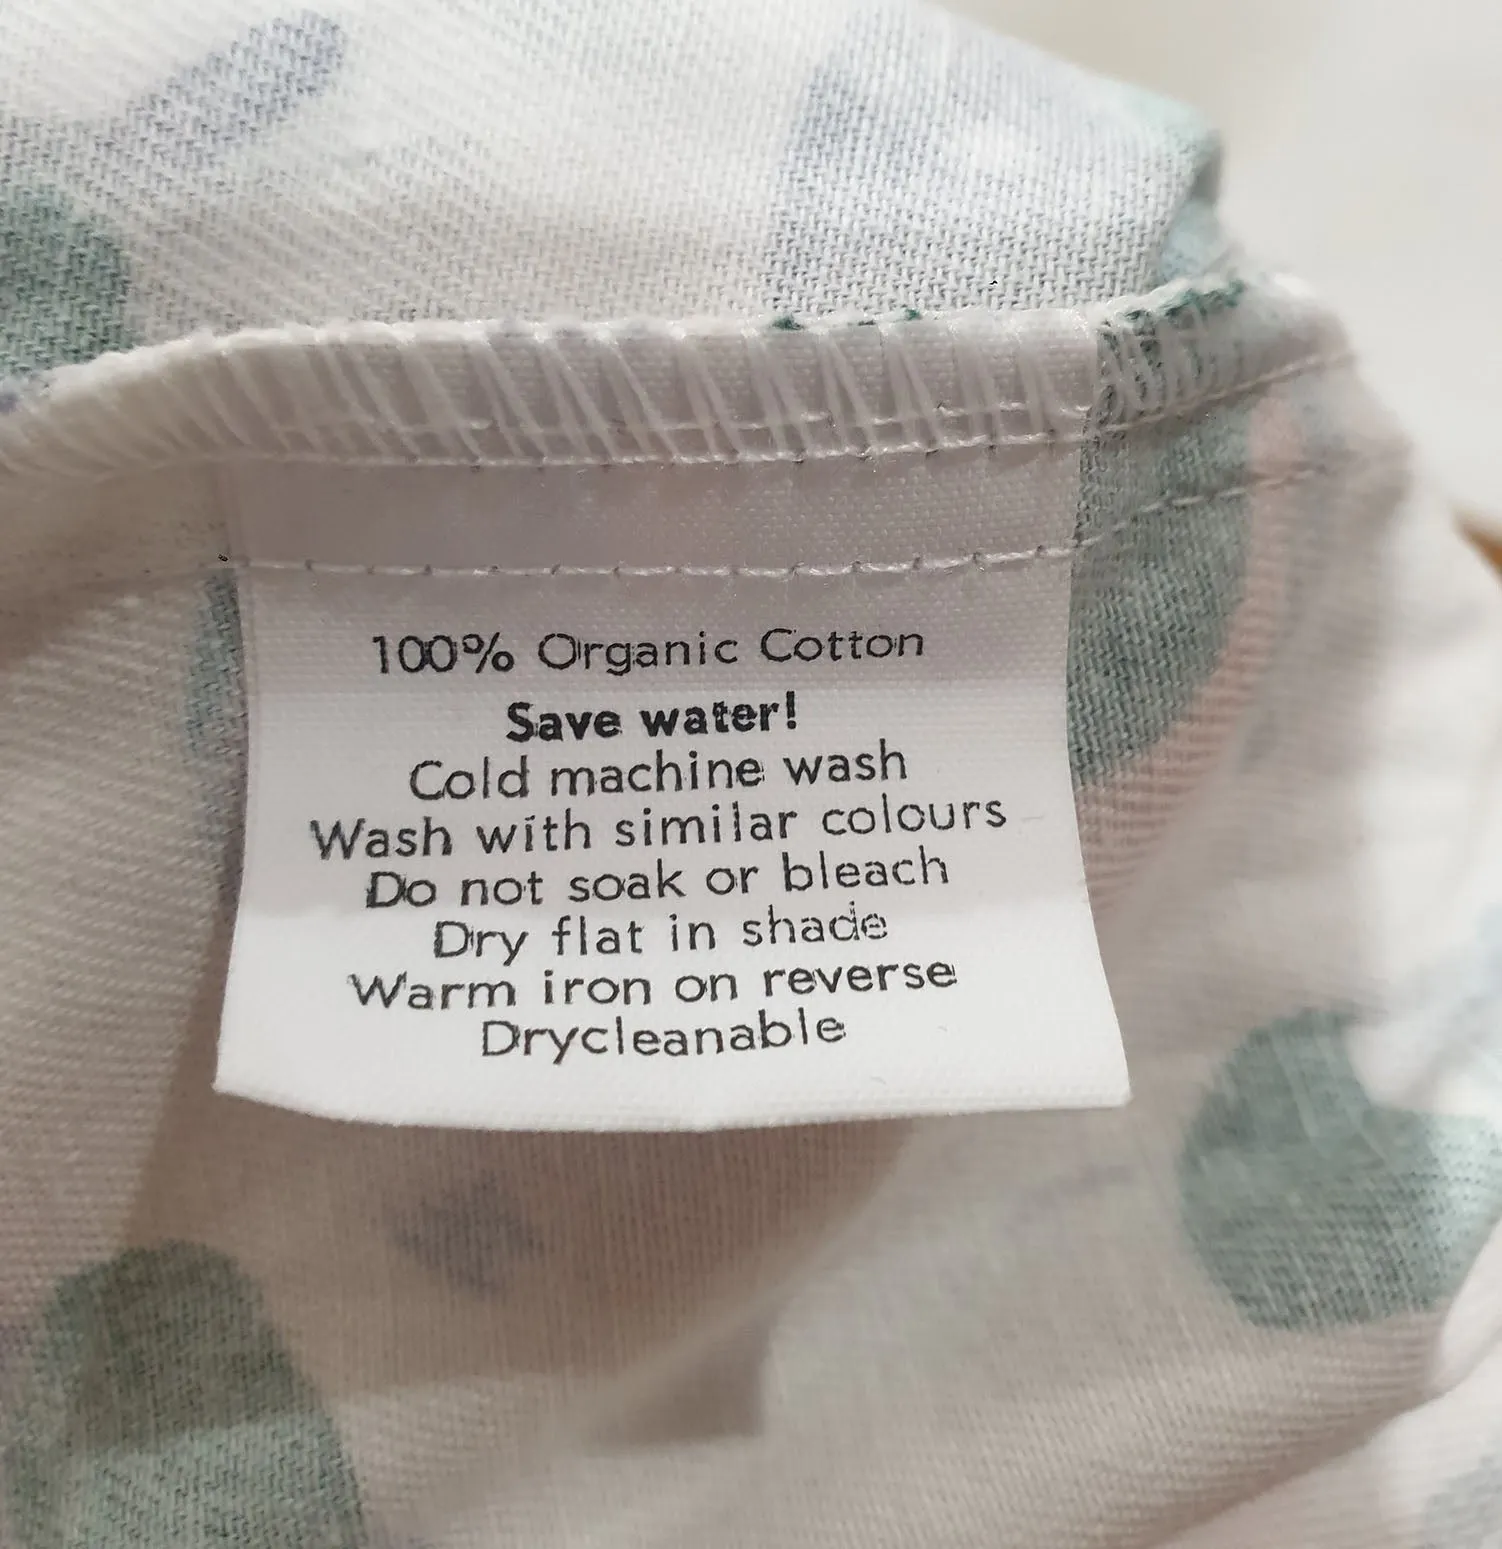 100% Organic Cotton
Save water!
Cold machine wash
Wash with similar colours
Do not soak or bleach
Dry flat in shade
Warm iron on reverse
Drycleanable